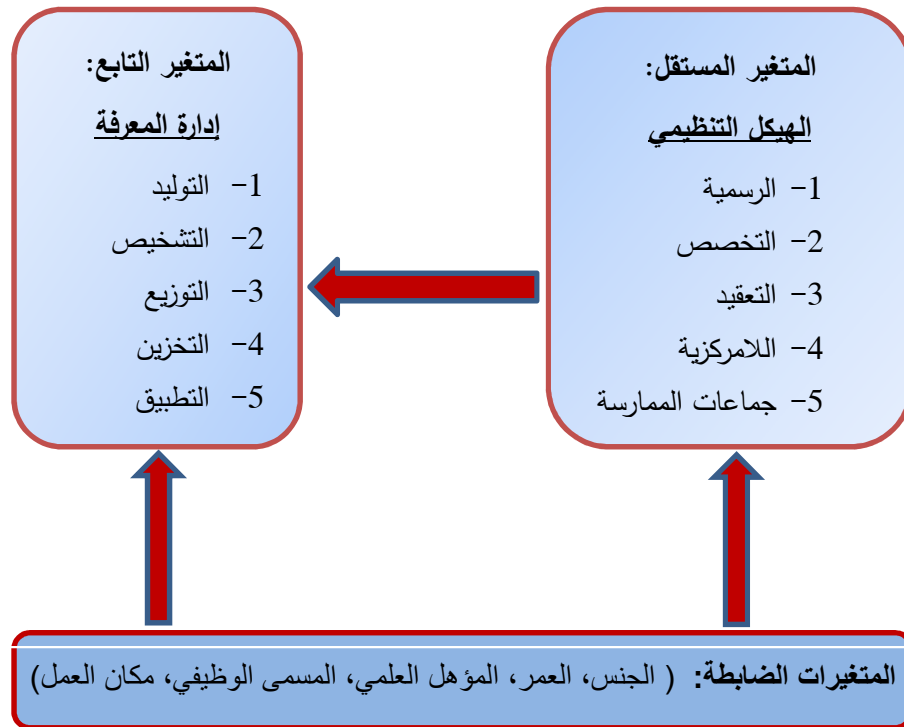 المتغير المستقل:
الهيكل التنظيمي
1- الرسمية
2- التخصص
3- التعقيد
4- اللامركزية
5- جماعات الممارسة
المتغير التابع:
إدارة المعرفة
1- التوليد
2- التشخيص
3- التوزيع
4- التخزين
5- التطبيق
المتغيرات الضابطة: ( الجنس، العمر، المؤهل العلمي، المسمى الوظيفي، مكان العمل)